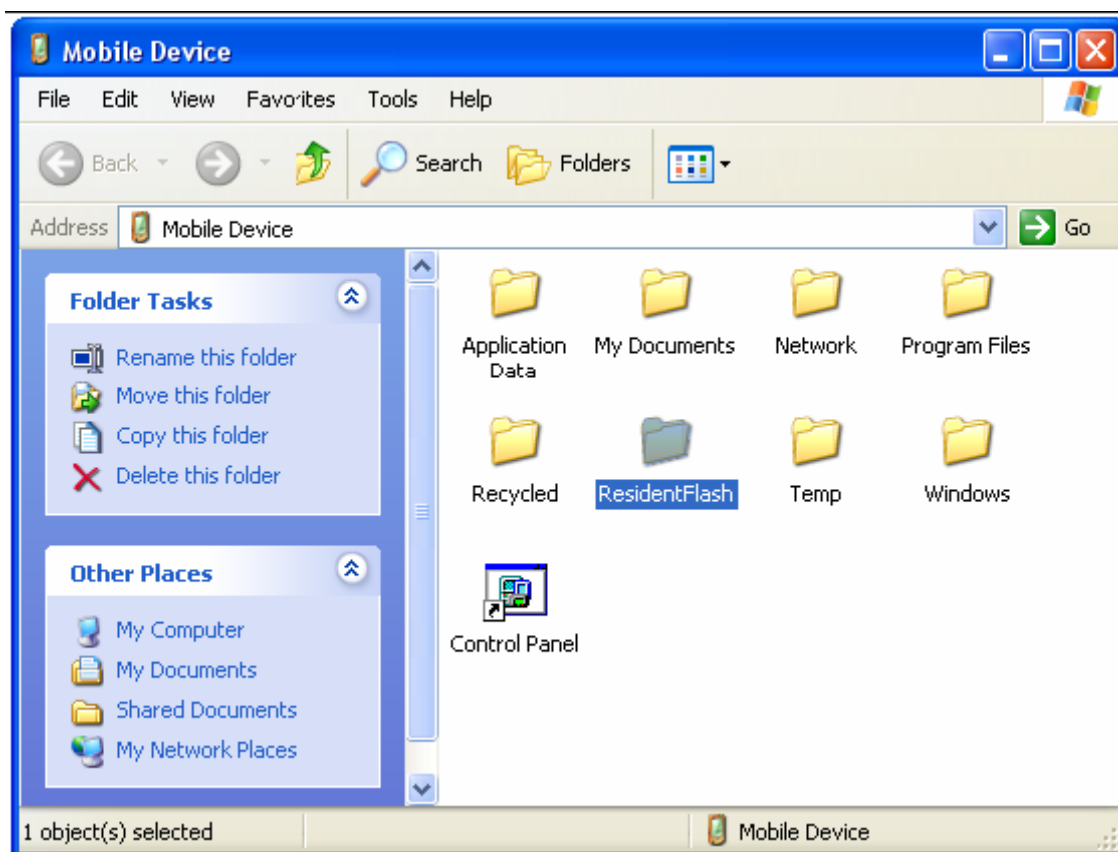 Mobile Device
File Edit View Favorites Tools Help
Back Search Folders
Address Mobile Device Go
Folder Tasks
Rename this folder
Move this folder
Copy this folder
Delete this folder
Other Places
My Computer
My Documents
Shared Documents
My Network Places
Application
Data
My Documents
Network
Program Files
Recycled
ResidentFlash
Temp
Windows
Control Panel
1 object(s) selected
Mobile Device